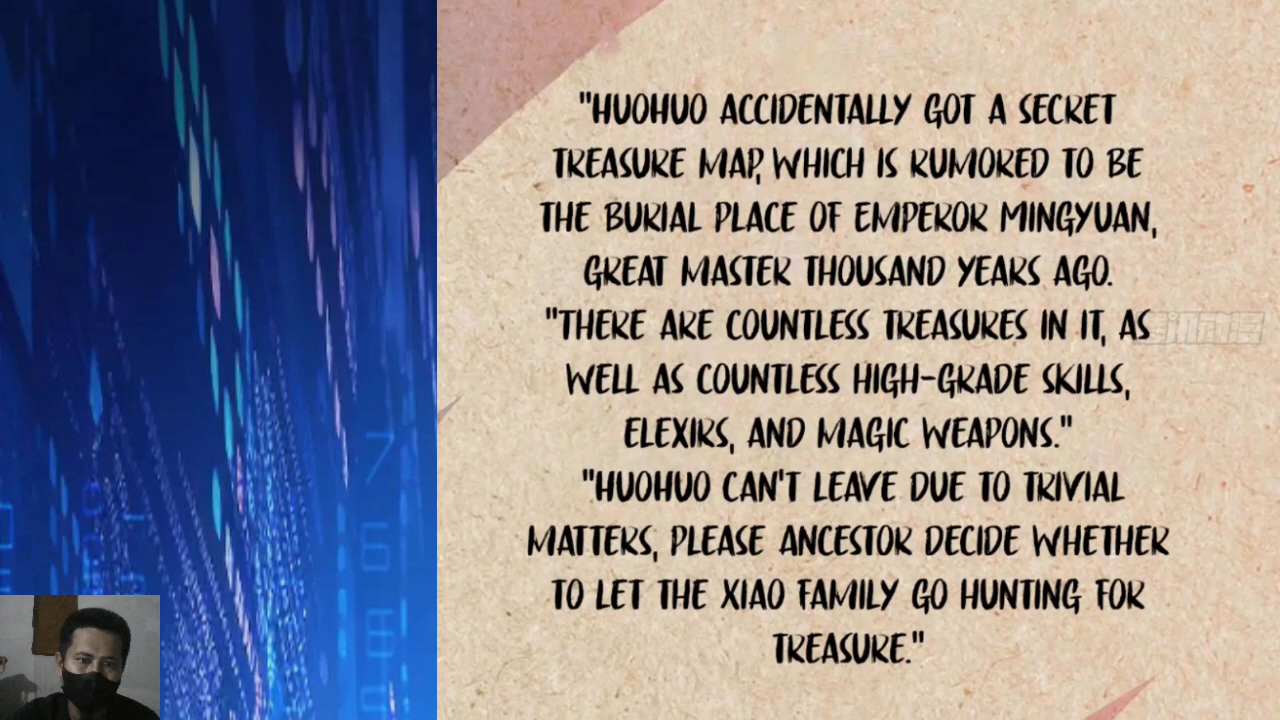 "HUOHUO ACCIDENTALLY GOT A SECRET
TREASURE MAP, WHICH IS RUMORED TO BE
THE BURIAL PLACE OF EMPEROR MINGYUAN,
GREAT MASTER THOUSAND YEARS AGO.
"THERE ARE COUNTLESS TREASURES IN IT, AS
WELL AS COUNTLESS HIGH-GRADE SKILLS,
ELEXIRS, AND MAGIC WEAPONS."
"HUOHUO CAN'T LEAVE DUE TO TRIVIAL
MATTERS, PLEASE ANCESTOR DECIDE WHETHER
TO LET THE XIAO FAMILY GO HUNTING FOR
TREASURE."
7
6
8